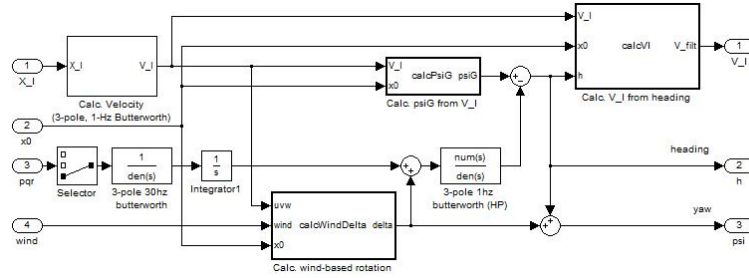 V_I
x0
calcVI
V_filt
h
1
V_I
Calc. V_I from heading
1
X_I
X_I
V_I
Calc. Velocity
(3-pole, 1-Hz Butterworth)
V_I
x0
calcPsiG
psiG
Calc. psiG from V_I
2
x0
3
pqr
Selector
1
den(s)
3-pole 30hz
butterworth
1
s
Integrator1
num(s)
den(s)
3-pole 1hz
butterworth (HP)
heading
2
h
4
wind
uvw
wind
x0
calcWindDelta
delta
Calc. wind-based rotation
yaw
3
psi